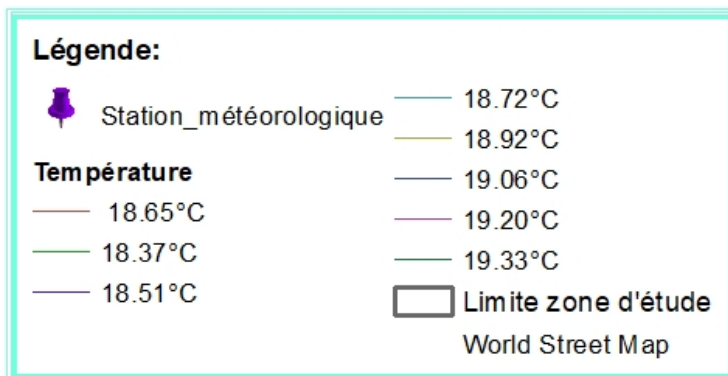 Légende:
Station_météorologique
Température
18.65°C
18.37°C
18.51°C
18.72°C
18.92°C
19.06°C
19.20°C
19.33°C
Limite zone d'étude
World Street Map